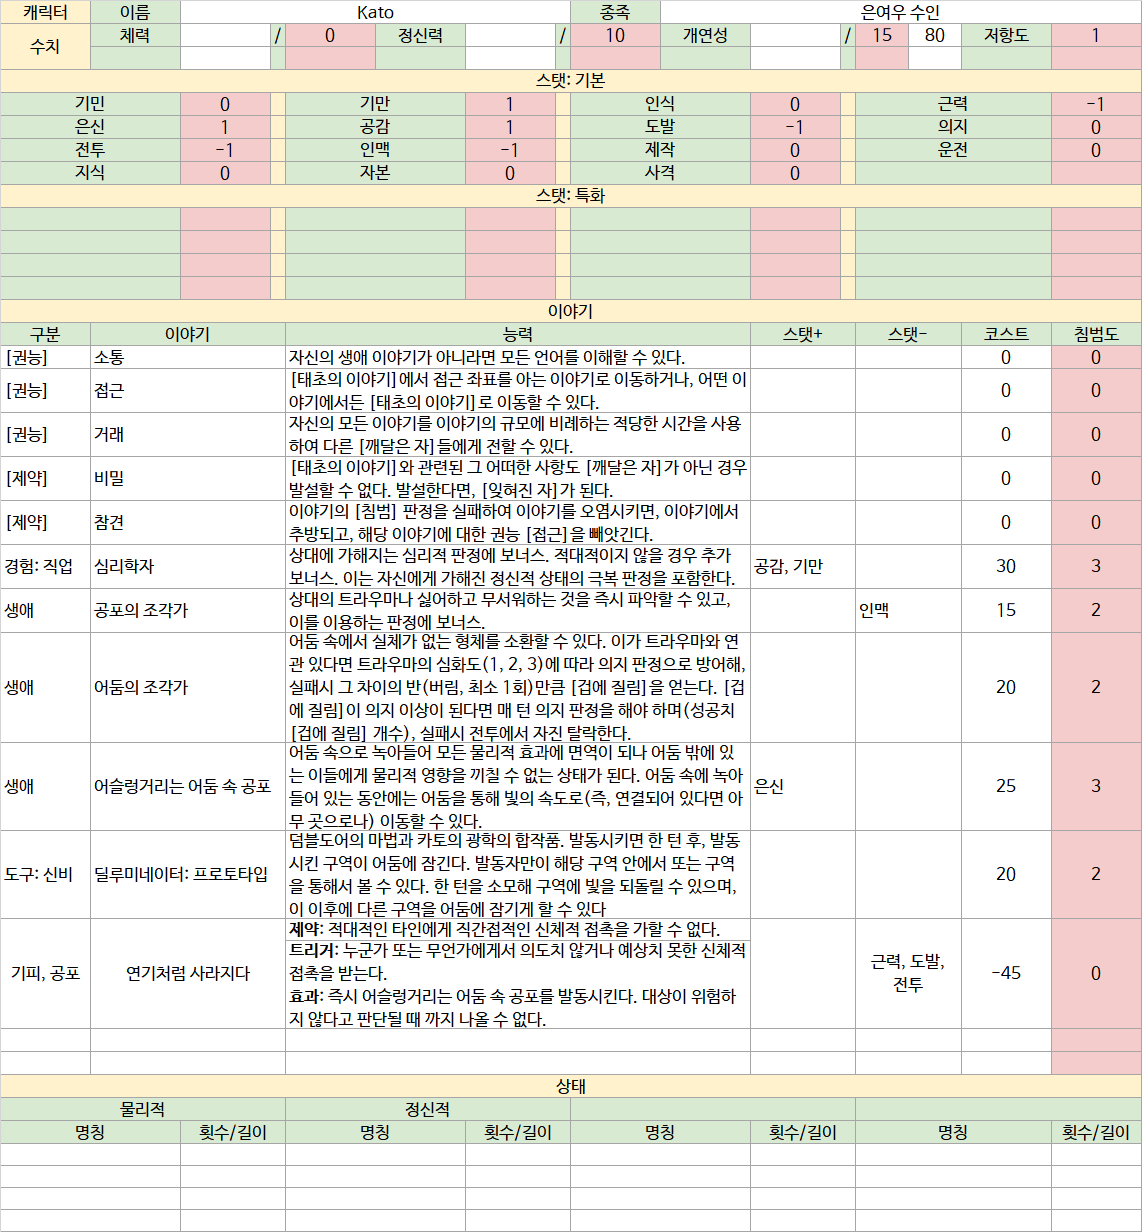 캐릭터 이름 Kato 종족 은여우 수인
수치 체력 / 0 정신력 / 10 개연성 / 15 80 저항도 1
스탯: 기본
기민 0 기만 1 인식 0 근력 -1
은신 1 공감 1 도발 -1 의지 0
전투 -1 인맥 -1 제작 0 운전 0
지식 0 자본 0 사격 0
스탯: 특화
이야기
구분 이야기 능력 스탯+ 스탯- 코스트 침범도
[권능] 소통 자신의 생애 이야기가 아니라면 모든 언어를 이해할 수 있다. 0 0
[권능] 접근 [태초의 이야기]에서 접근 좌표를 아는 이야기로 이동하거나, 어떤 이
야기에서든 [태초의 이야기]로 이동할 수 있다. 0 0
[권능] 거래 자신의 모든 이야기를 이야기의 규모에 비례하는 적당한 시간을 사용
하여 다른 [깨달은 자]들에게 전할 수 있다. 0 0
[제약] 비밀 [태초의 이야기]와 관련된 그 어떠한 사항도 [깨달은 자]가 아닌 경우
발설할 수 없다. 발설한다면, [잊혀진 자]가 된다. 0 0
[제약] 참견 이야기의 [침범] 판정을 실패하여 이야기를 오염시키면, 이야기에서
추방되고, 해당 이야기에 대한 권능 [접근]을 빼앗긴다. 0 0
경험: 직업 심리학자 상대에 가해지는 심리적 판정에 보너스. 적대적이지 않을 경우 추가
보너스. 이는 자신에게 가해진 정신적 상태의 극복 판정을 포함한다. 공감, 기만 30 3
생애 공포의 조각가 상대의 트라우마나 싫어하고 무서워하는 것을 즉시 파악할 수 있고,
이를 이용하는 판정에 보너스. 인맥 15 2
생애 어둠의 조각가 어둠 속에서 실체가 없는 형체를 소환할 수 있다. 이가 트라우마와 연
관 있다면 트라우마의 심화도(1, 2, 3)에 따라 의지 판정으로 방어해,
실패시 그 차이의 반(버림, 최소 1회)만큼 [겁에 질림]을 얻는다. [겁
에 질림]이 의지 이상이 된다면 매 턴 의지 판정을 해야 하며(성공치
[겁에 질림] 개수), 실패시 전투에서 자진 탈락한다. 20 2
생애 어슬렁거리는 어둠 속 공포 어둠 속으로 녹아들어 모든 물리적 효과에 면역이 되나 어둠 밖에 있
는 이들에게 물리적 영향을 끼칠 수 없는 상태가 된다. 어둠 속에 녹아
들어 있는 동안에는 어둠을 통해 빛의 속도로(즉, 연결되어 있다면 아
무 곳으로나) 이동할 수 있다. 은신 25 3
도구: 신비 딜루미네이터: 프로토타입 덤블도어의 마법과 카토의 광학의 합작품. 발동시키면 한 턴 후, 발동
시킨 구역이 어둠에 잠긴다. 발동자만이 해당 구역 안에서 또는 구역
을 통해서 볼 수 있다. 한 턴을 소모해 구역에 빛을 되돌릴 수 있으며,
이 이후에 다른 구역을 어둠에 잠기게 할 수 있다 20 2
기피, 공포 연기처럼 사라지다 제약: 적대적인 타인에게 직간접적인 신체적 접촉을 가할 수 없다.
트리거: 누군가 또는 무언가에게서 의도치 않거나 예상치 못한 신체적
접촉을 받는다.
효과: 즉시 어슬렁거리는 어둠 속 공포를 발동시킨다. 대상이 위험하
지 않다고 판단될 때 까지 나올 수 없다. 근력, 도발,
전투 -45 0
상태
물리적 정신적
명칭 횟수/길이 명칭 횟수/길이 명칭 횟수/길이 명칭 횟수/길이